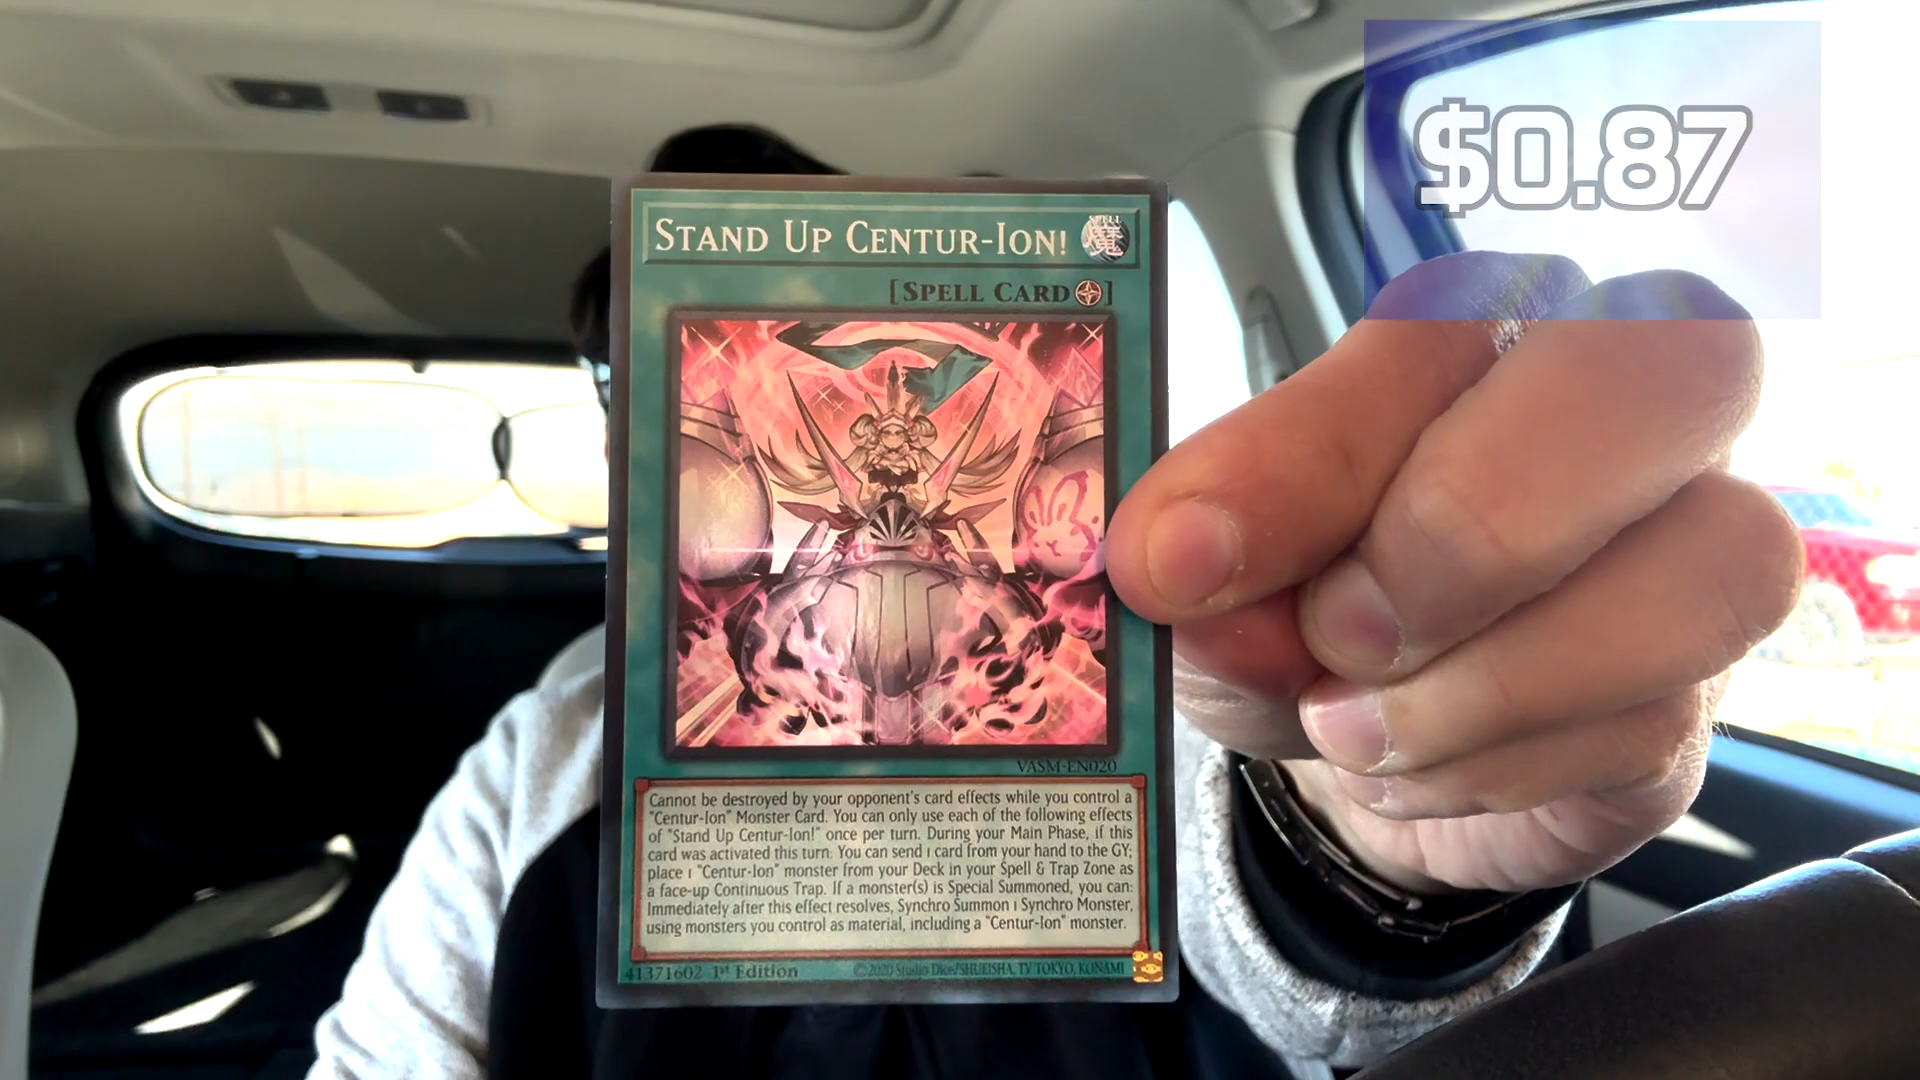 $0.87
STAND UP CENTUR-ION!
SPELL
魔
[SPELL CARD]
VASM-EN020
Cannot be destroyed by your opponent's card effects while you control a
"Centur-Ion" Monster Card. You can only use each of the following effects
of "Stand Up Centur-Ion!" once per turn. During your Main Phase, if this
card was activated this turn: You can send 1 card from your hand to the GY;
place 1 "Centur-Ion" monster from your Deck in your Spell & Trap Zone as
a face-up Continuous Trap. If a monster(s) is Special Summoned, you can:
Immediately after this effect resolves, Synchro Summon 1 Synchro Monster,
using monsters you control as material, including a "Centur-Ion" monster.
41371602 1st Edition
©2020 Studio Dice/SHUEISHA, TV TOKYO, KONAMI